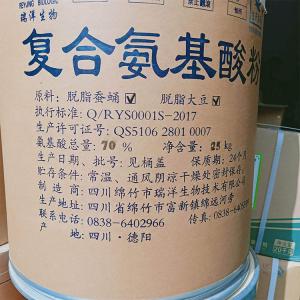 瑞洋生物
复合氨基酸粉
原料：脱脂蚕蛹 脱脂大豆
执行标准：Q/RYS0001S-2017
生产许可证号：QS5106 2801 0007
氨基酸总量：70 % 净含量：25 kg
生产日期、批号：见桶盖 保质期：24个月
贮存条件：常温、通风阴凉干燥处密封保存。
制造商：四川绵竹市瑞洋生物技术有限公司
地址：四川省绵竹市富新镇绵远河旁
电话：0838-6402966 传真：0838-640
产地：四川·德阳